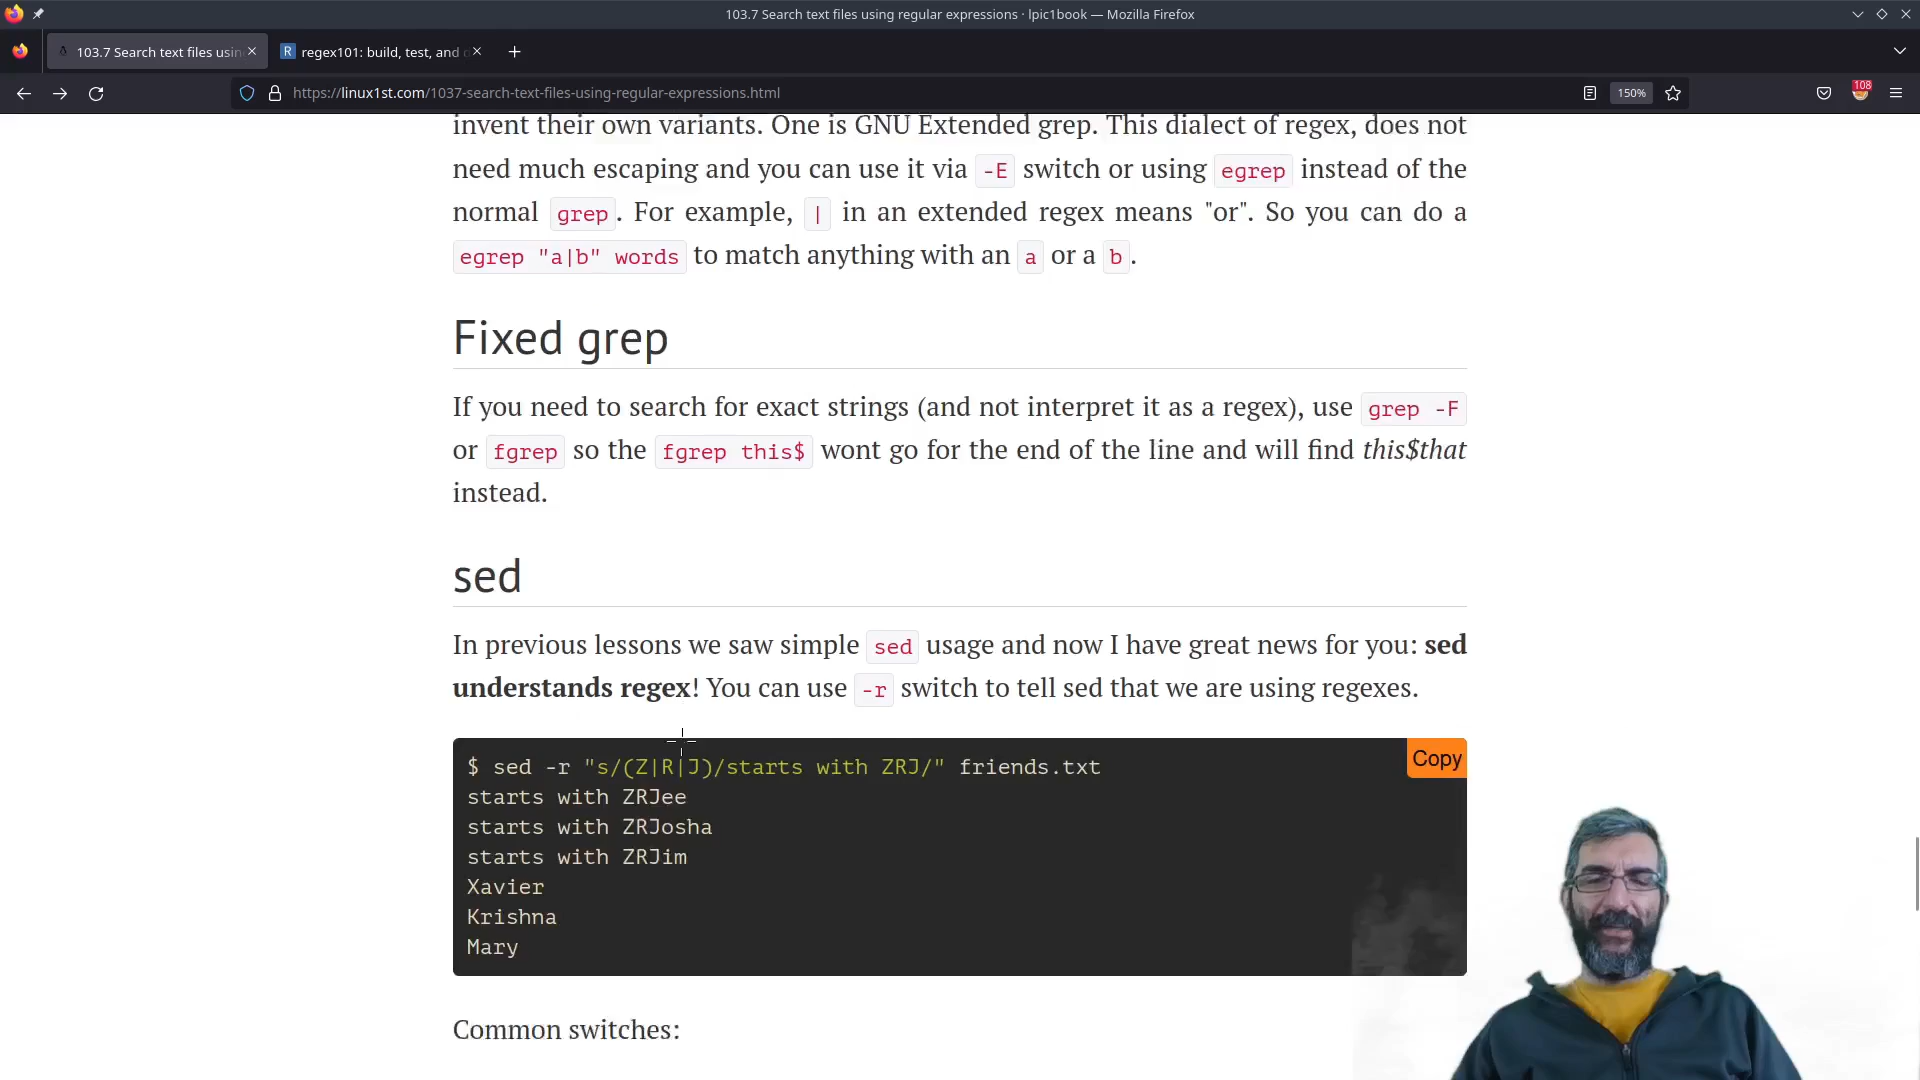 103.7 Search text files using regular expressions · lpic1book — Mozilla Firefox
103.7 Search text files usin
regex101: build, test, and
https://linux1st.com/1037-search-text-files-using-regular-expressions.html
150%
108
invent their own variants. One is GNU Extended grep. This dialect of regex, does not
need much escaping and you can use it via -E switch or using egrep instead of the
normal grep. For example, | in an extended regex means "or". So you can do a
egrep "a|b" words to match anything with an a or a b.
Fixed grep
If you need to search for exact strings (and not interpret it as a regex), use grep -F
or fgrep so the fgrep this$ wont go for the end of the line and will find this$that
instead.
sed
In previous lessons we saw simple sed usage and now I have great news for you: sed
understands regex! You can use -r switch to tell sed that we are using regexes.
Copy
$ sed -r "s/(Z|R|J)/starts with ZRJ/" friends.txt
starts with ZRJee
starts with ZRJosha
starts with ZRJim
Xavier
Krishna
Mary
Common switches: